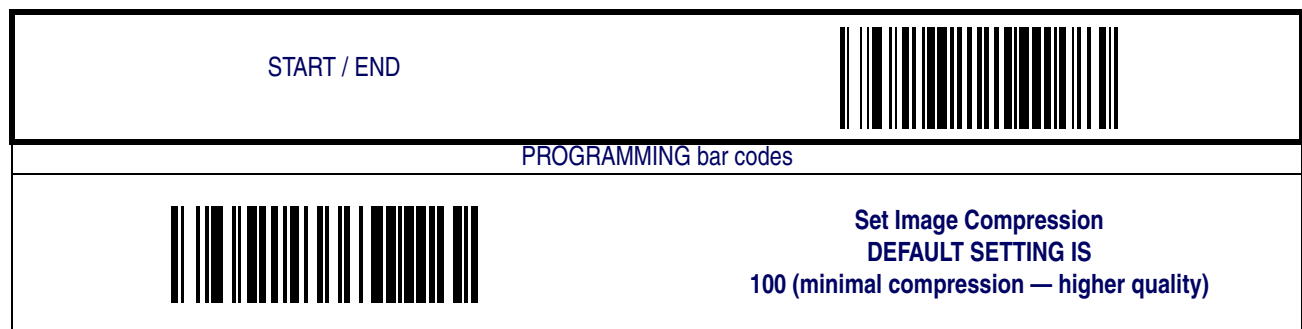 START / END
PROGRAMMING bar codes
Set Image Compression
DEFAULT SETTING IS
100 (minimal compression — higher quality)